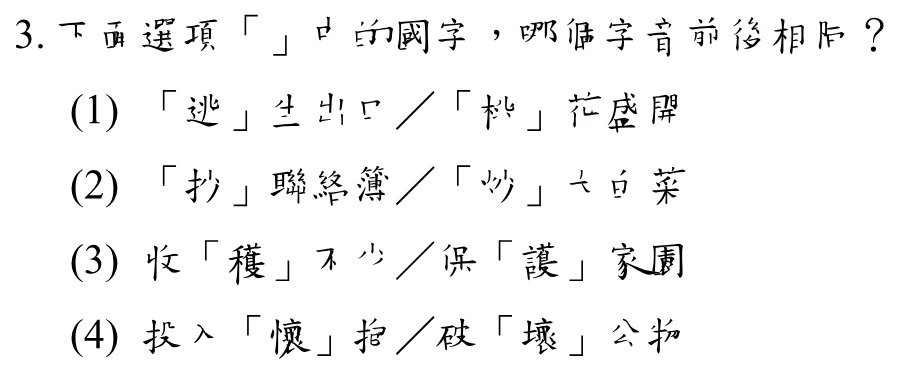 3. 下面選項「」中的國字，哪個字音前後相同？
(1) 「逃」生出口／「桃」花盛開
(2) 「抄」聯絡簿／「炒」大白菜
(3) 收「穫」不少／保「護」家園
(4) 投入「懷」抱／破「壞」公物